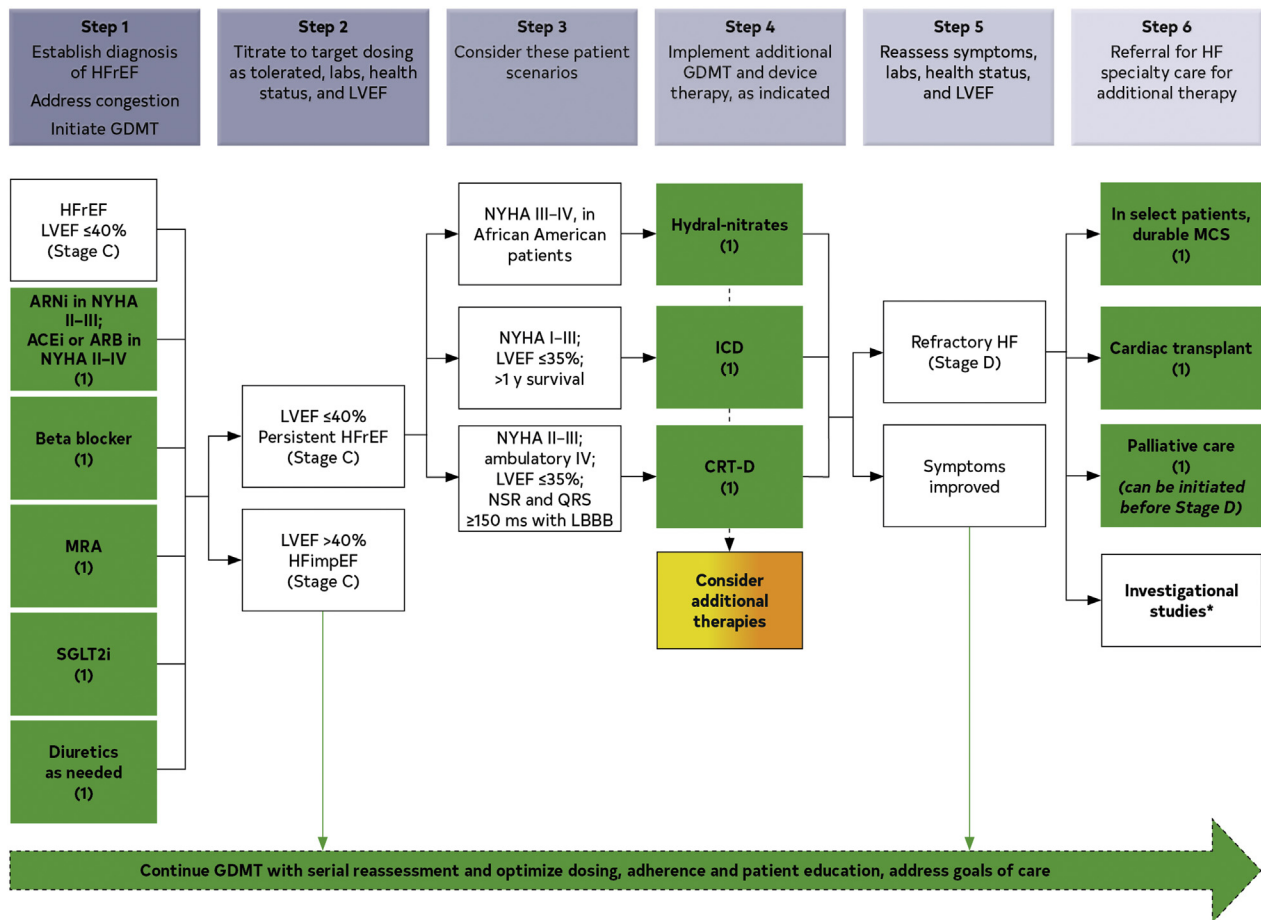 Step 1
Establish diagnosis
of HFrEF
Address congestion
Initiate GDMT
Step 2
Titrate to target dosing
as tolerated, labs, health
status, and LVEF
Step 3
Consider these patient
scenarios
Step 4
Implement additional
GDMT and device
therapy, as indicated
Step 5
Reassess symptoms,
labs, health status,
and LVEF
Step 6
Referral for HF
specialty care for
additional therapy
HFrEF
LVEF ≤40%
(Stage C)
ARNi in NYHA
II–III;
ACEi or ARB in
NYHA II–IV
(1)
Beta blocker
(1)
MRA
(1)
SGLT2i
(1)
Diuretics
as needed
(1)
LVEF ≤40%
Persistent HFrEF
(Stage C)
LVEF >40%
HFimpEF
(Stage C)
NYHA III–IV, in
African American
patients
NYHA I–III;
LVEF ≤35%;
>1 y survival
NYHA II–III;
ambulatory IV;
LVEF ≤35%;
NSR and QRS
≥150 ms with LBBB
Hydral-nitrates
(1)
ICD
(1)
CRT-D
(1)
Consider
additional
therapies
Refractory HF
(Stage D)
Symptoms
improved
In select patients,
durable MCS
(1)
Cardiac transplant
(1)
Palliative care
(1)
(can be initiated
before Stage D)
Investigational
studies*
Continue GDMT with serial reassessment and optimize dosing, adherence and patient education, address goals of care